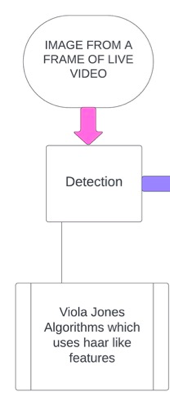 IMAGE FROM A
FRAME OF LIVE
VIDEO
Detection
Viola Jones
Algorithms which
uses haar like
features